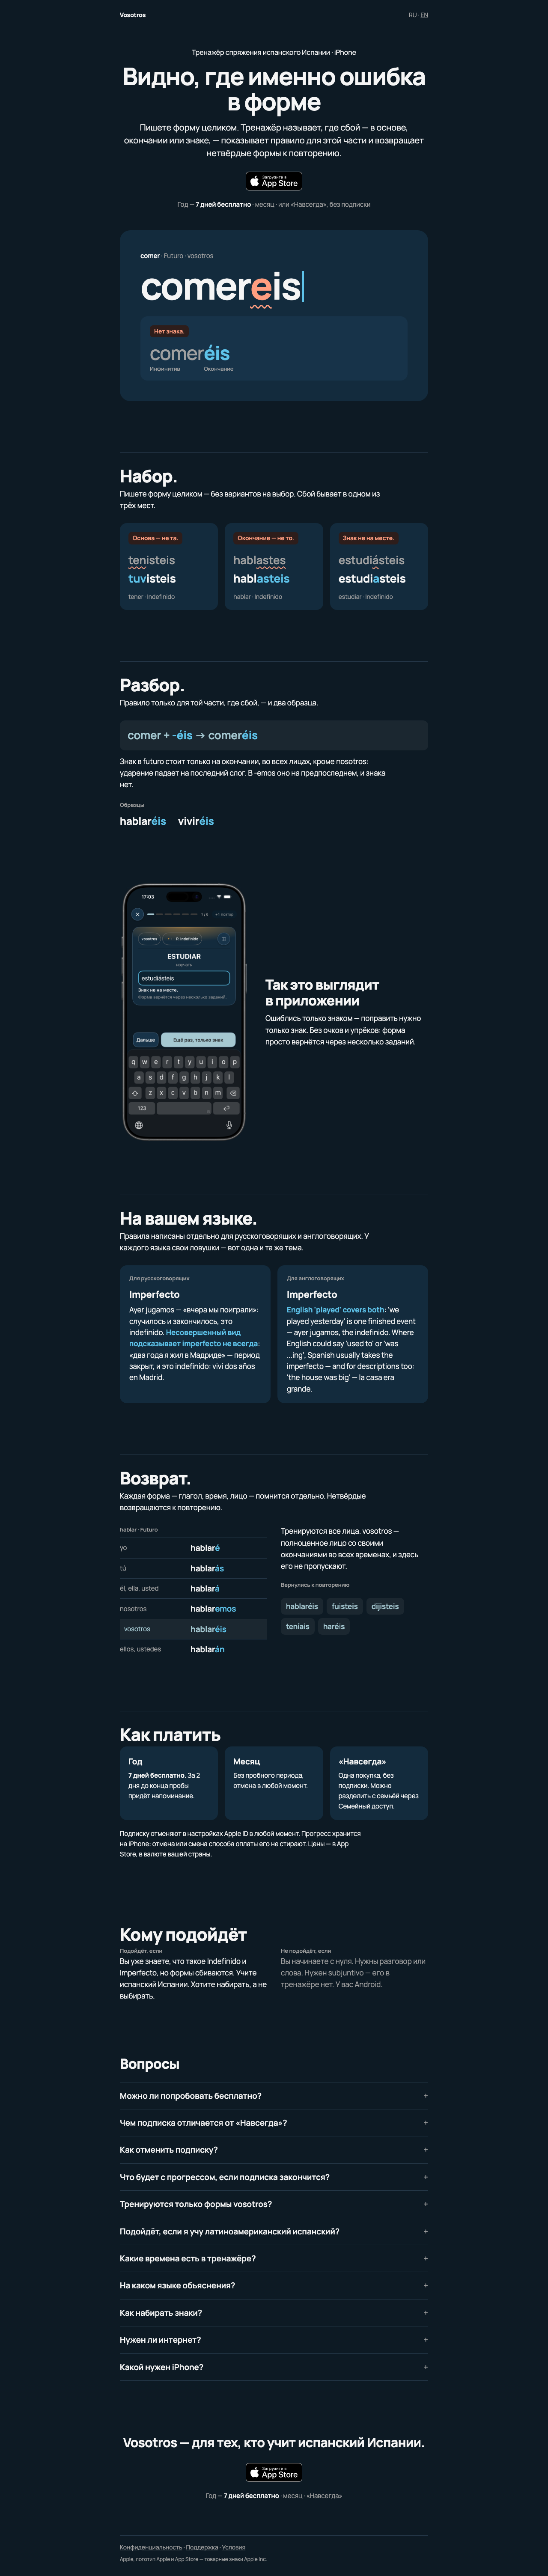 Vosotros
RU · EN
Тренажёр спряжения испанского Испании · iPhone
Видно, где именно ошибка
в форме
Пишете форму целиком. Тренажёр называет, где сбой — в основе,
окончании или знаке, — показывает правило для этой части и возвращает
нетвёрдые формы к повторению.
Загрузите в
App Store
Год — 7 дней бесплатно · месяц · или «Навсегда», без подписки
comer · Futuro · vosotros
comereis
Нет знака.
comeréis
Инфинитив Окончание
Набор.
Пишете форму целиком — без вариантов на выбор. Сбой бывает в одном из
трёх мест.
Основа — не та.
tenisteis
tuvisteis
tener · Indefinido
Окончание — не то.
hablastes
hablasteis
hablar · Indefinido
Знак не на месте.
estudiásteis
estudiasteis
estudiar · Indefinido
Разбор.
Правило только для той части, где сбой, — и два образца.
comer + -éis → comeréis
Знак в futuro стоит только на окончании, во всех лицах, кроме nosotros:
ударение падает на последний слог. В -emos оно на предпоследнем, и знака
нет.
Образцы
hablaréis viviréis
17:03
1 / 6
vosotros
P. Indefinido
ESTUDIAR
изучать
estudiásteis
Знак не на месте.
Форма вернётся через несколько заданий.
Дальше
Ещё раз, только знак
q w e r t y u i o p
a s d f g h j k l
z x c v b n m
123
Так это выглядит
в приложении
Ошиблись только знаком — поправить нужно
только знак. Без очков и упрёков: форма
просто вернётся через несколько заданий.
На вашем языке.
Правила написаны отдельно для русскоговорящих и англоговорящих. У
каждого языка свои ловушки — вот одна и та же тема.
Для русскоговорящих
Imperfecto
Ayer jugamos — «вчера мы поиграли»:
случилось и закончилось, это
indefinido. Несовершенный вид
подсказывает imperfecto не всегда:
«два года я жил в Мадриде» — период
закрыт, и это indefinido: viví dos años
en Madrid.
Для англоговорящих
Imperfecto
English 'played' covers both: 'we
played yesterday' is one finished event
— ayer jugamos, the indefinido. Where
English could say 'used to' or 'was
…ing', Spanish usually takes the
imperfecto — and for descriptions too:
'the house was big' — la casa era
grande.
Возврат.
Каждая форма — глагол, время, лицо — помнится отдельно. Нетвёрдые
возвращаются к повторению.
hablar · Futuro
yo hablaré
tú hablarás
él, ella, usted hablará
nosotros hablaremos
vosotros hablaréis
ellos, ustedes hablarán
Тренируются все лица. vosotros —
полноценное лицо со своими
окончаниями во всех временах, и здесь
его не пропускают.
Вернулись к повторению
hablaréis fuisteis dijisteis
teníais haréis
Как платить
Год
7 дней бесплатно. За 2
дня до конца пробы
придёт напоминание.
Месяц
Без пробного периода,
отмена в любой момент.
«Навсегда»
Одна покупка, без
подписки. Можно
разделить с семьёй через
Семейный доступ.
Подписку отменяют в настройках Apple ID в любой момент. Прогресс хранится
на iPhone: отмена или смена способа оплаты его не стирают. Цены — в App
Store, в валюте вашей страны.
Кому подойдёт
Подойдёт, если
Вы уже знаете, что такое Indefinido и
Imperfecto, но формы сбиваются. Учите
испанский Испании. Хотите набирать, а не
выбирать.
Не подойдёт, если
Вы начинаете с нуля. Нужны разговор или
слова. Нужен subjuntivo — его в
тренажёре нет. У вас Android.
Вопросы
Можно ли попробовать бесплатно? +
Чем подписка отличается от «Навсегда»? +
Как отменить подписку? +
Что будет с прогрессом, если подписка закончится? +
Тренируются только формы vosotros? +
Подойдёт, если я учу латиноамериканский испанский? +
Какие времена есть в тренажёре? +
На каком языке объяснения? +
Как набирать знаки? +
Нужен ли интернет? +
Какой нужен iPhone? +
Vosotros — для тех, кто учит испанский Испании.
Загрузите в
App Store
Год — 7 дней бесплатно · месяц · «Навсегда»
Конфиденциальность · Поддержка · Условия
Apple, логотип Apple и App Store — товарные знаки Apple Inc.